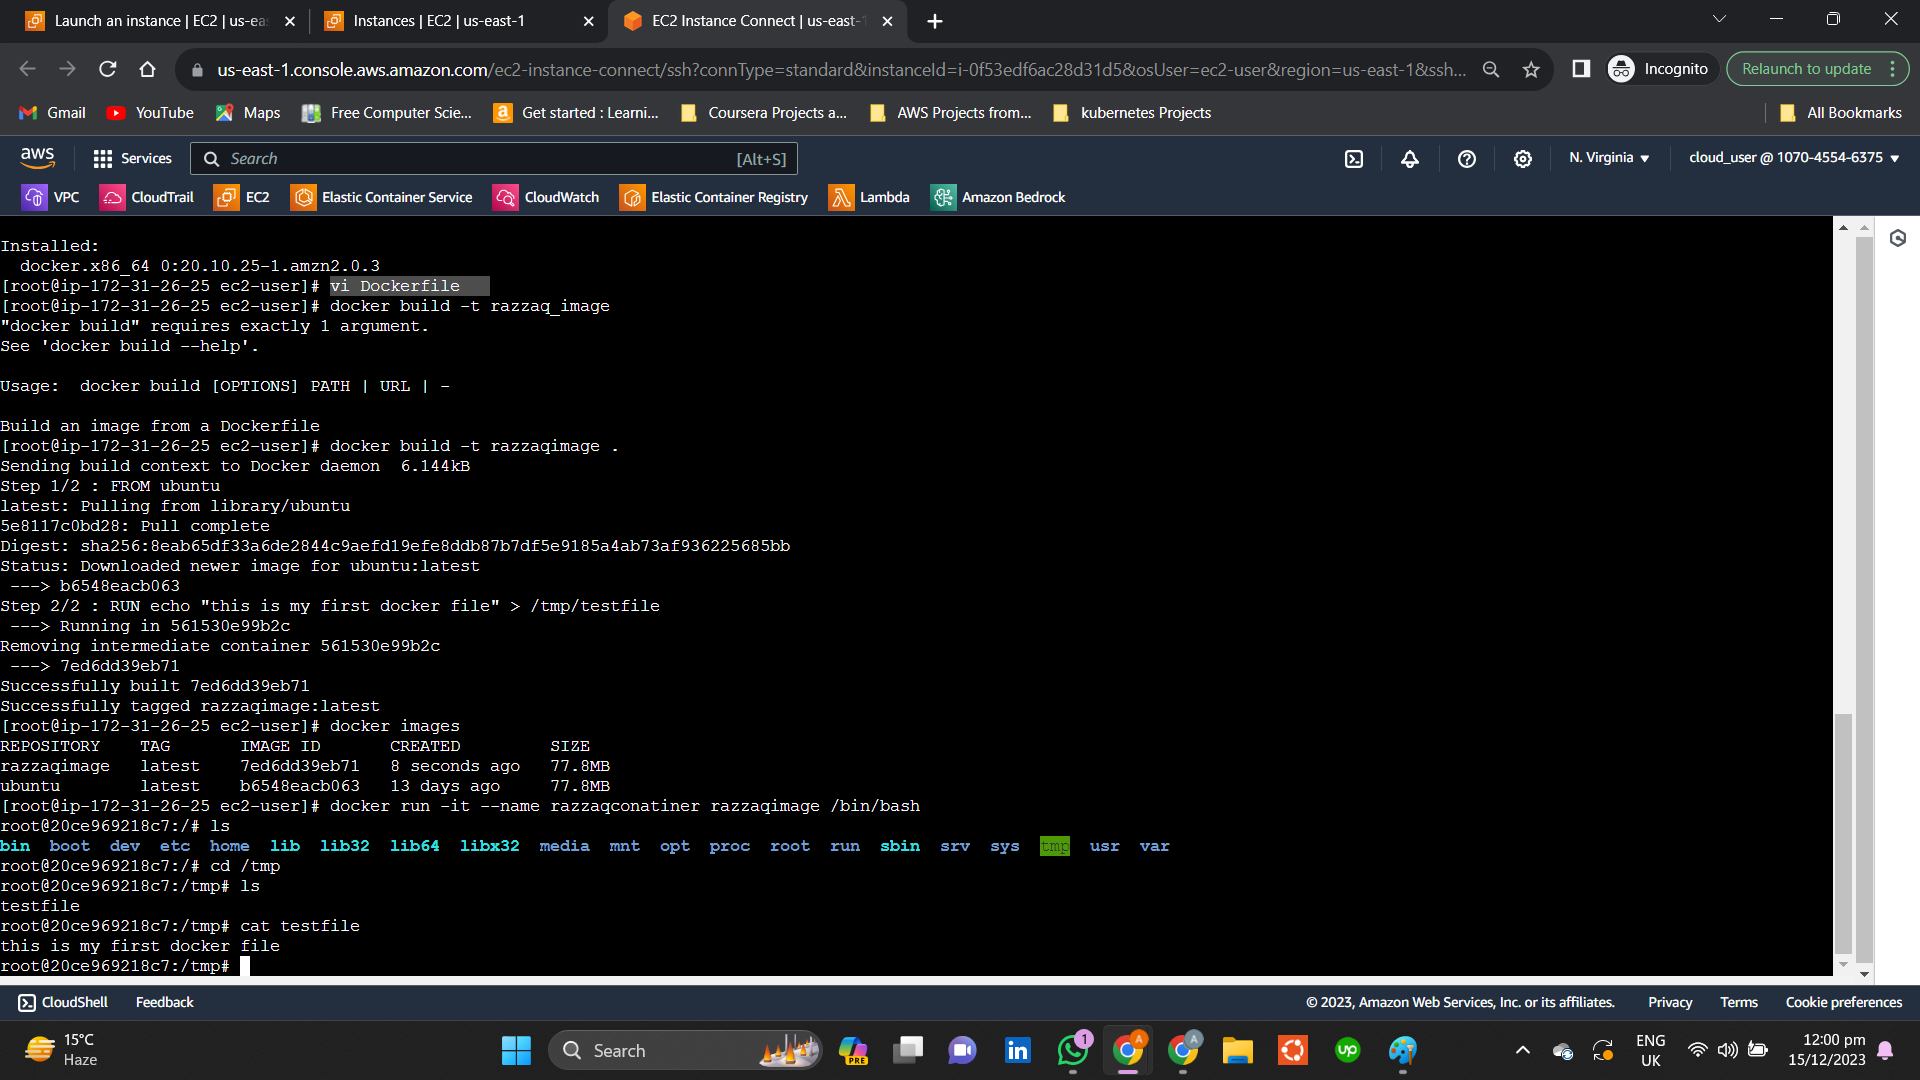 Launch an instance | EC2 | us-eas
Instances | EC2 | us-east-1
EC2 Instance Connect | us-east-1
us-east-1.console.aws.amazon.com/ec2-instance-connect/ssh?connType=standard&instanceId=i-0f53edf6ac28d31d5&osUser=ec2-user&region=us-east-1&ssh...
Incognito
Relaunch to update
Gmail
YouTube
Maps
Free Computer Scie...
Get started : Learni...
Coursera Projects a...
AWS Projects from...
kubernetes Projects
All Bookmarks
aws
Services
Search
[Alt+S]
N. Virginia
cloud_user @ 1070-4554-6375
VPC
CloudTrail
EC2
Elastic Container Service
CloudWatch
Elastic Container Registry
Lambda
Amazon Bedrock
Installed:
docker.x86_64 0:20.10.25-1.amzn2.0.3
[root@ip-172-31-26-25 ec2-user]# vi Dockerfile
[root@ip-172-31-26-25 ec2-user]# docker build -t razzaq_image
"docker build" requires exactly 1 argument.
See 'docker build --help'.
Usage:  docker build [OPTIONS] PATH | URL | -
Build an image from a Dockerfile
[root@ip-172-31-26-25 ec2-user]# docker build -t razzaqimage .
Sending build context to Docker daemon  6.144kB
Step 1/2 : FROM ubuntu
latest: Pulling from library/ubuntu
5e8117c0bd28: Pull complete
Digest: sha256:8eab65df33a6de2844c9aefd19efe8ddb87b7df5e9185a4ab73af936225685bb
Status: Downloaded newer image for ubuntu:latest
---> b6548eacb063
Step 2/2 : RUN echo "this is my first docker file" > /tmp/testfile
---> Running in 561530e99b2c
Removing intermediate container 561530e99b2c
---> 7ed6dd39eb71
Successfully built 7ed6dd39eb71
Successfully tagged razzaqimage:latest
[root@ip-172-31-26-25 ec2-user]# docker images
REPOSITORY    TAG       IMAGE ID       CREATED         SIZE
razzaqimage   latest    7ed6dd39eb71   8 seconds ago   77.8MB
ubuntu        latest    b6548eacb063   13 days ago     77.8MB
[root@ip-172-31-26-25 ec2-user]# docker run -it --name razzaqconatiner razzaqimage /bin/bash
root@20ce969218c7:/# ls
bin  boot  dev  etc  home  lib  lib32  lib64  libx32  media  mnt  opt  proc  root  run  sbin  srv  sys  tmp  usr  var
root@20ce969218c7:/# cd /tmp
root@20ce969218c7:/tmp# ls
testfile
root@20ce969218c7:/tmp# cat testfile
this is my first docker file
root@20ce969218c7:/tmp#
CloudShell
Feedback
© 2023, Amazon Web Services, Inc. or its affiliates.
Privacy
Terms
Cookie preferences
15°C
Haze
Search
PRE
in
1
A
A
up
ENG
UK
12:00 pm
15/12/2023